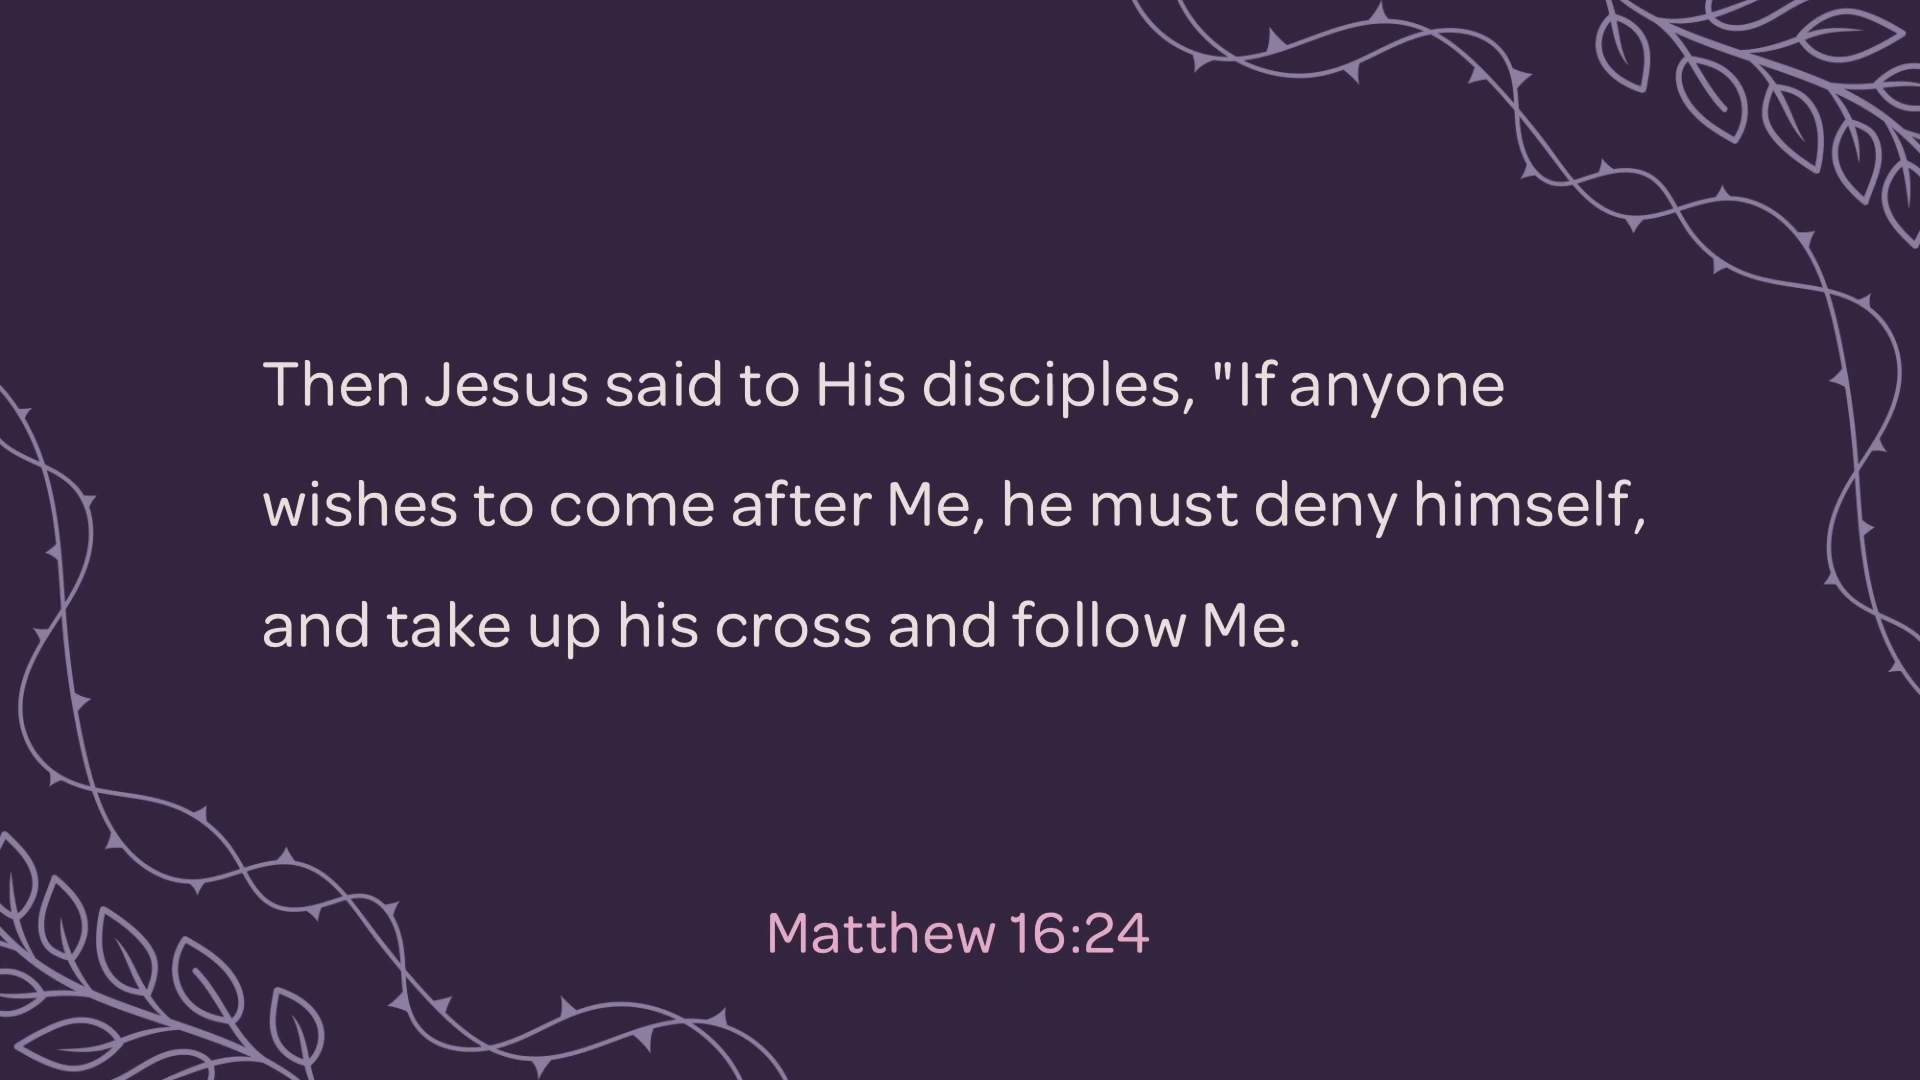 Then Jesus said to His disciples, "If anyone
wishes to come after Me, he must deny himself,
and take up his cross and follow Me.
Matthew 16:24